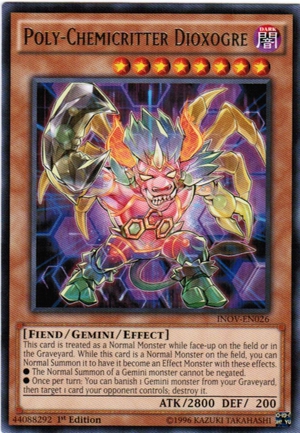 POLY-CHEMICRITTER DIOXOGRE
DARK
闇
INOV-EN026
[FIEND/GEMINI/EFFECT]
This card is treated as a Normal Monster while face-up on the field or in
the Graveyard. While this card is a Normal Monster on the field, you can
Normal Summon it to have it become an Effect Monster with these effects:
● The Normal Summon of a Gemini monster cannot be negated.
● Once per turn: You can banish 1 Gemini monster from your Graveyard,
then target 1 card your opponent controls; destroy it.
ATK/2800 DEF/ 200
44088292 1st Edition ©1996 KAZUKI TAKAHASHI